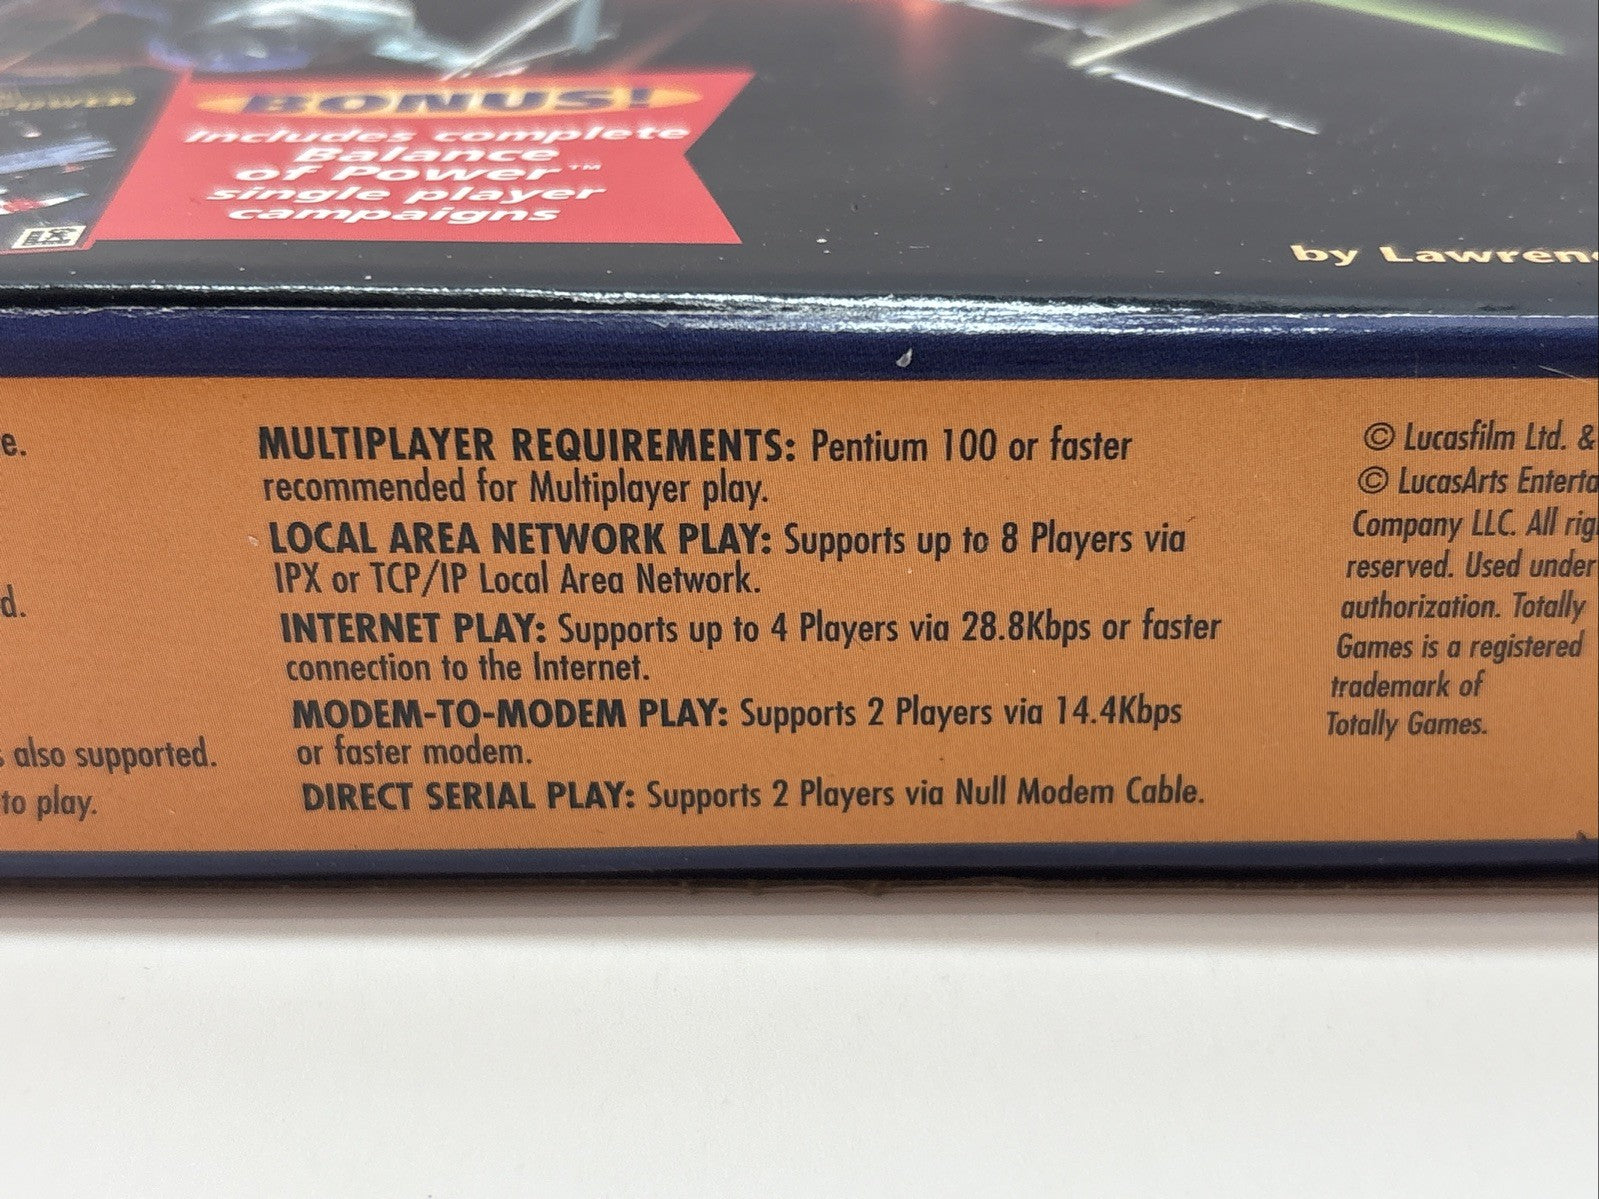 POWER
BONUS!
Includes complete
Balance
of Power™
single player
campaigns
by Lawren
e.
d.
also supported.
to play.
MULTIPLAYER REQUIREMENTS: Pentium 100 or faster
recommended for Multiplayer play.
LOCAL AREA NETWORK PLAY: Supports up to 8 Players via
IPX or TCP/IP Local Area Network.
INTERNET PLAY: Supports up to 4 Players via 28.8Kbps or faster
connection to the Internet.
MODEM-TO-MODEM PLAY: Supports 2 Players via 14.4Kbps
or faster modem.
DIRECT SERIAL PLAY: Supports 2 Players via Null Modem Cable.
© Lucasfilm Ltd. &
© LucasArts Enterta
Company LLC. All rig
reserved. Used under
authorization. Totally
Games is a registered
trademark of
Totally Games.